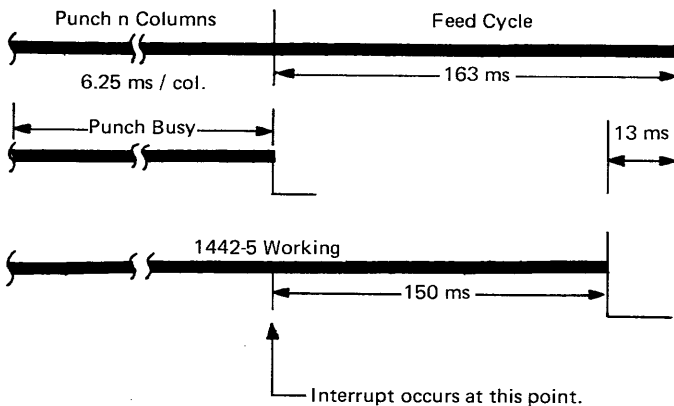 Punch n Columns
Feed Cycle
6.25 ms / col.
163 ms
Punch Busy
13 ms
1442-5 Working
150 ms
Interrupt occurs at this point.